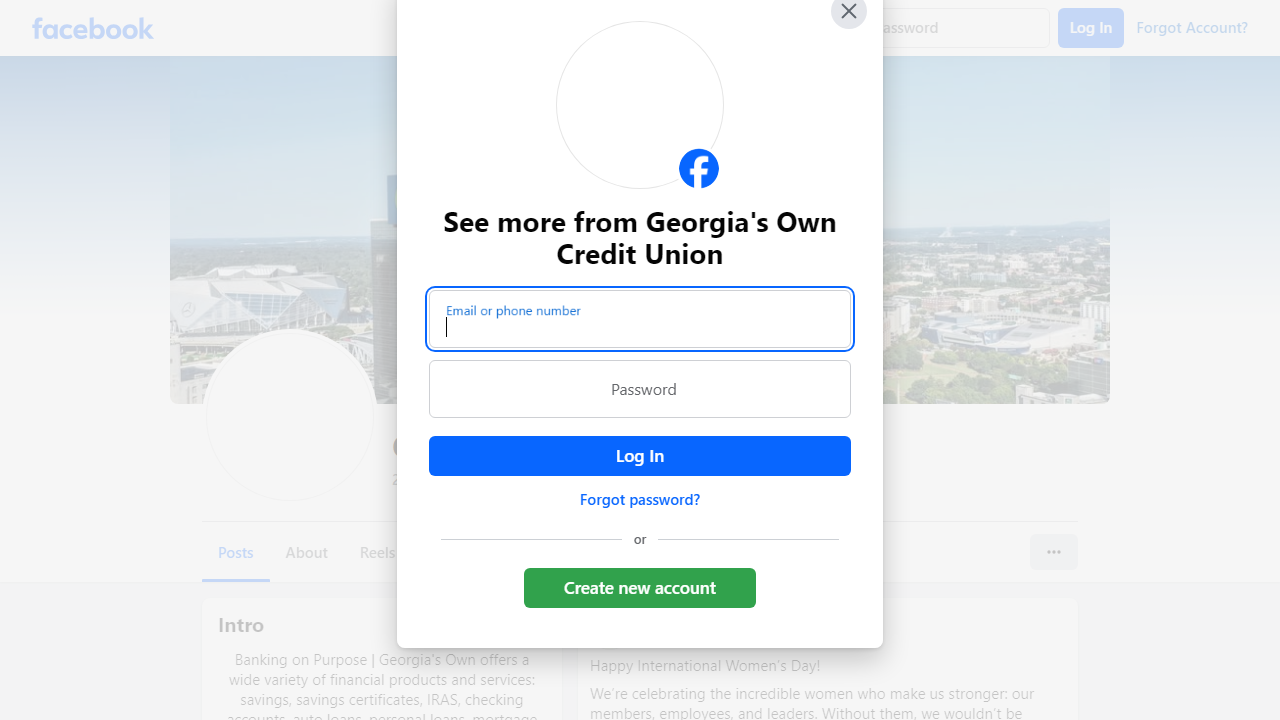 facebook
assword
Log In
Forgot Account?
See more from Georgia's Own
Credit Union
Email or phone number
Password
Log In
Forgot password?
or
Create new account
Posts
About
Reels
Intro
Banking on Purpose | Georgia's Own offers a
wide variety of financial products and services:
savings, savings certificates, IRAS, checking
accounts, auto loans, personal loans, mortgage
Happy International Women's Day!
We're celebrating the incredible women who make us stronger: our
members, employees, and leaders. Without them, we wouldn't be